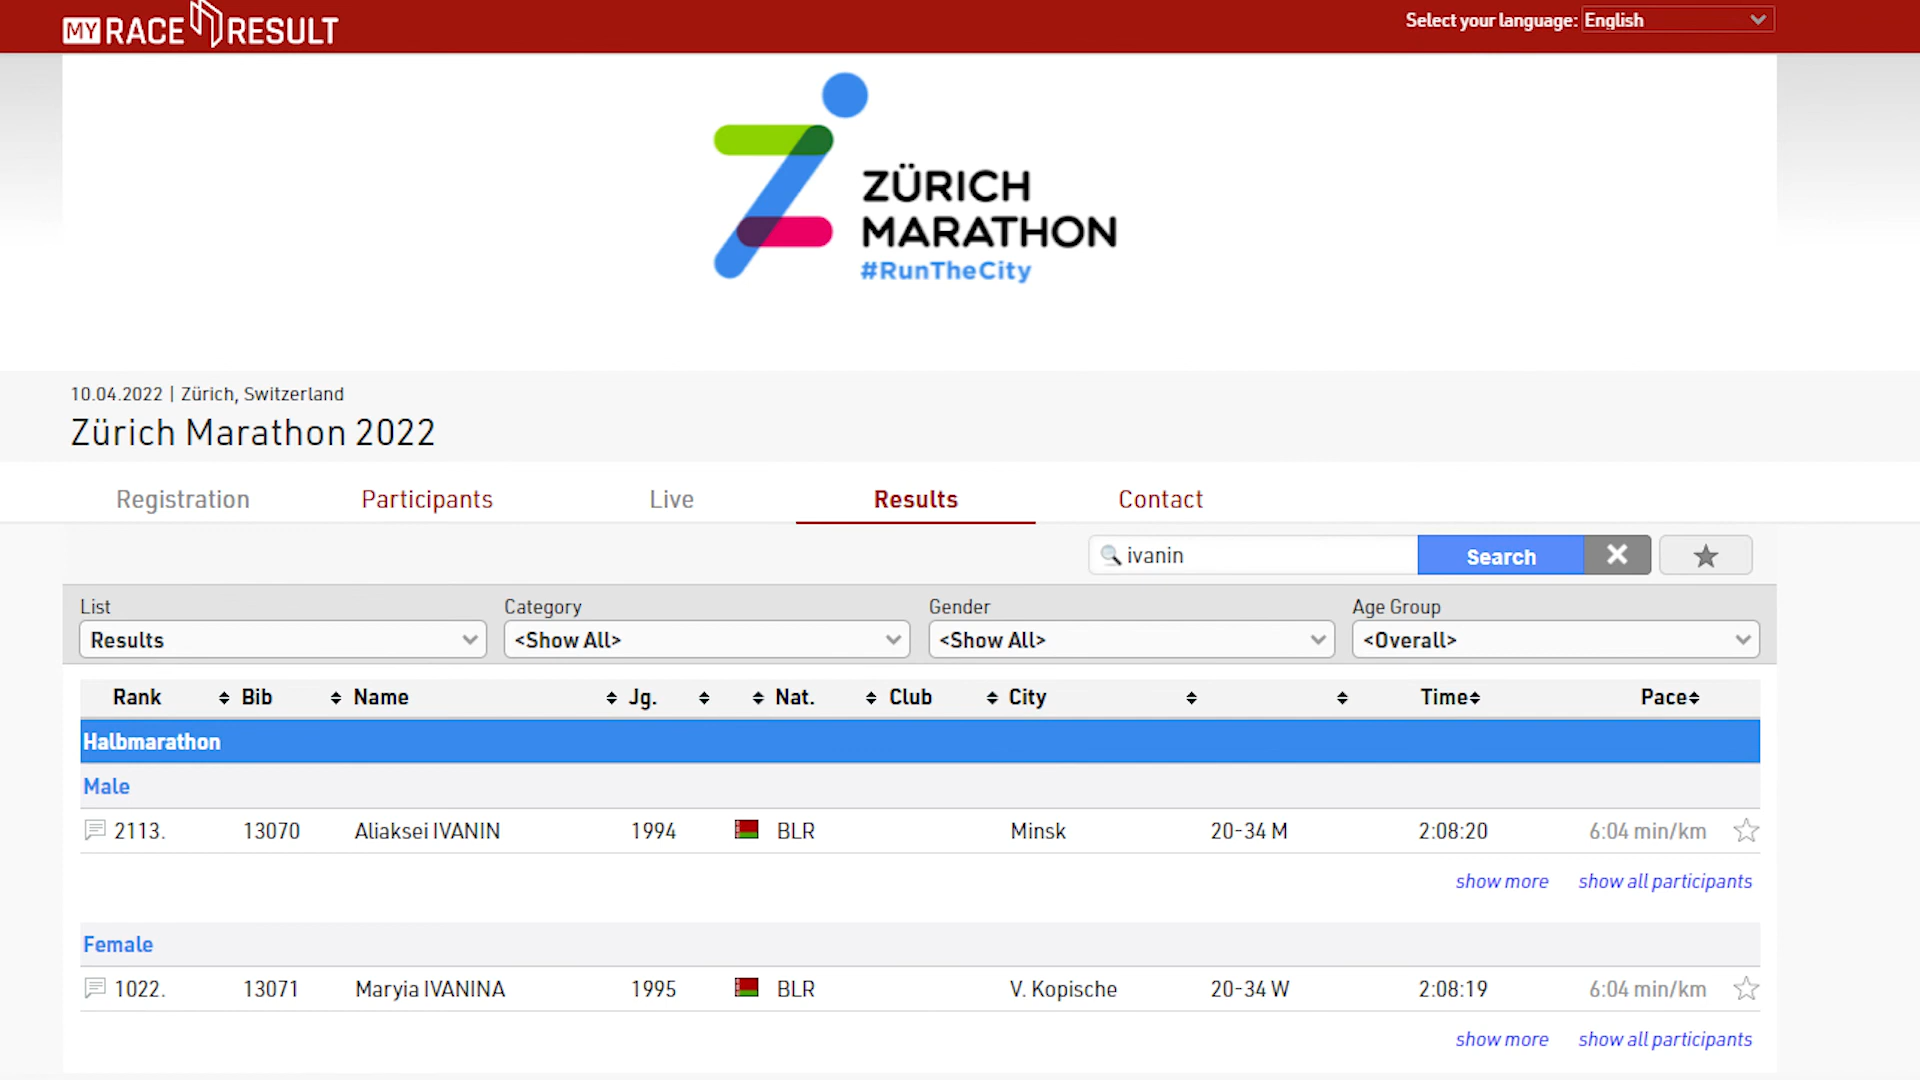 MY RACE RESULT
Select your language: English
ZÜRICH
MARATHON
#RunTheCity
10.04.2022 | Zürich, Switzerland
Zürich Marathon 2022
Registration Participants Live Results Contact
ivanin Search
List Category Gender Age Group
Results <Show All> <Show All> <Overall>
Rank Bib Name Jg. Nat. Club City Time Pace
Halbmarathon
Male
2113. 13070 Aliaksei IVANIN 1994 BLR Minsk 20-34 M 2:08:20 6:04 min/km
show more show all participants
Female
1022. 13071 Maryia IVANINA 1995 BLR V. Kopische 20-34 W 2:08:19 6:04 min/km
show more show all participants